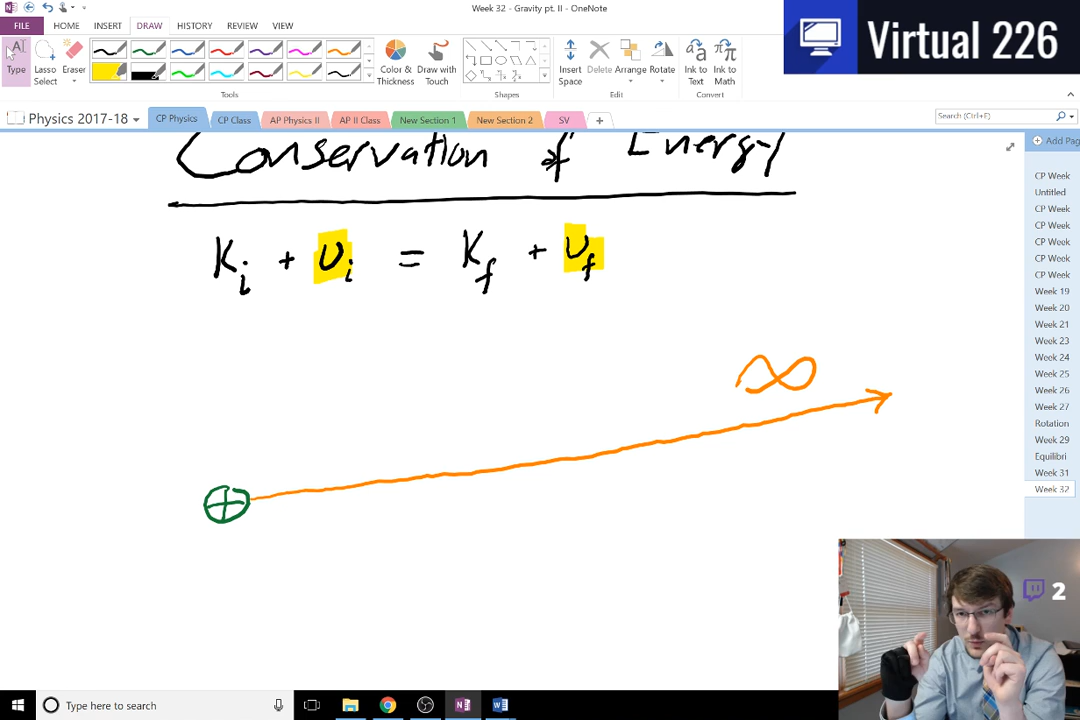 Week 32 - Gravity pt. II - OneNote
Virtual 226
FILE HOME INSERT DRAW HISTORY REVIEW VIEW
Type
Lasso Select
Eraser
Color & Thickness
Draw with Touch
Insert Space
Delete
Arrange
Rotate
Ink to Text
Ink to Math
Tools
Shapes
Edit
Convert
Physics 2017-18
CP Physics
CP Class
AP Physics II
AP II Class
New Section 1
New Section 2
SV
Search (Ctrl+E)
Add Pag
CP Week
Untitled
CP Week
CP Week
CP Week
CP Week
CP Week
Week 19
Week 20
Week 21
Week 23
Week 24
Week 25
Week 26
Week 27
Rotation
Week 29
Equilibri
Week 31
Week 32
Conservation of Energy
Ki + Ui = Kf + Uf
∞
2
Type here to search